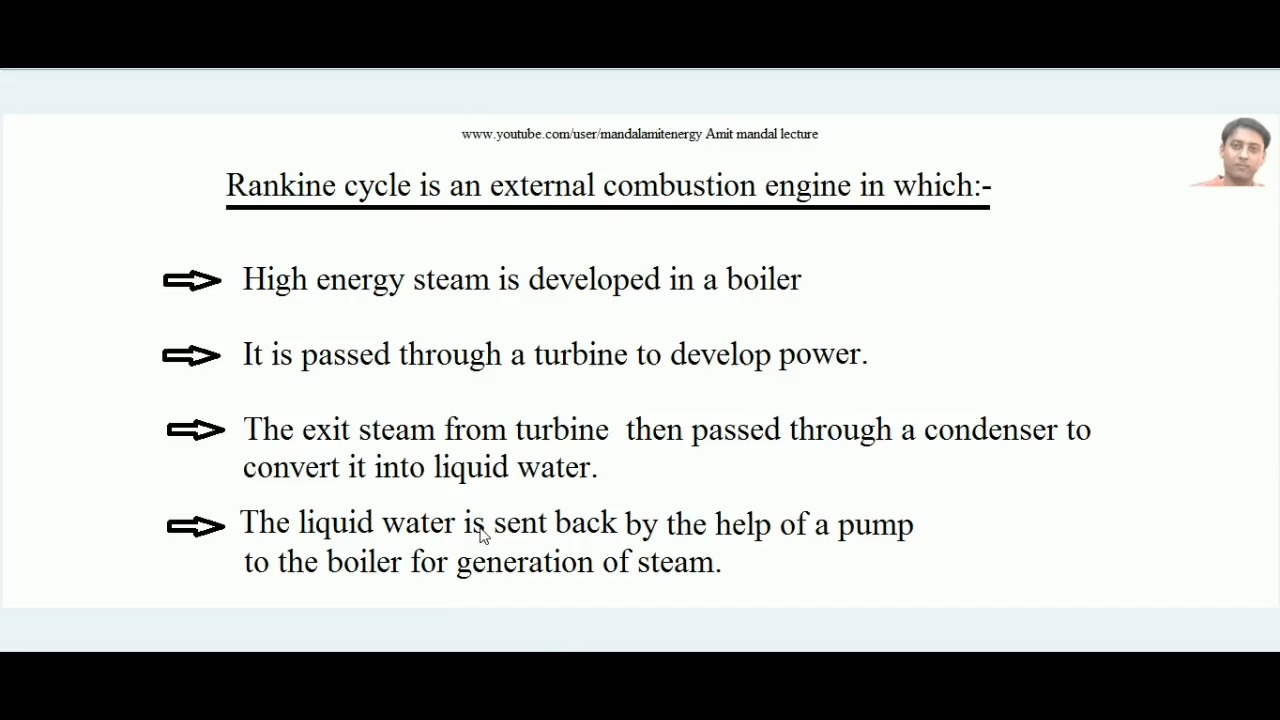 www.youtube.com/user/mandalamitenergy Amit mandal lecture
Rankine cycle is an external combustion engine in which:-
High energy steam is developed in a boiler
It is passed through a turbine to develop power.
The exit steam from turbine then passed through a condenser to
convert it into liquid water.
The liquid water is sent back by the help of a pump
to the boiler for generation of steam.